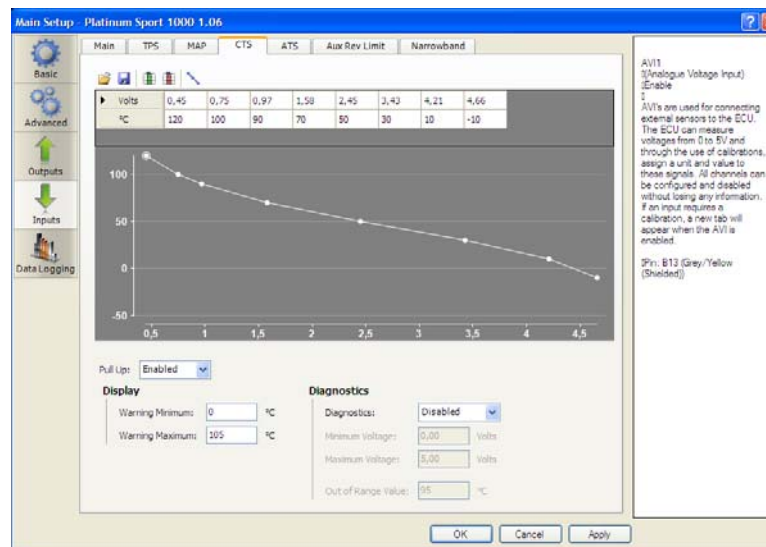 Main Setup - Platinum Sport 1000 1.06
Main TPS MAP CTS ATS Aux Rev Limit Narrowband
Basic
Advanced
Outputs
Inputs
Data Logging
Volts 0,45 0,75 0,97 1,58 2,45 3,43 4,21 4,66
ºC 120 100 90 70 50 30 10 -10
100
50
0
-50
0,5 1 1,5 2 2,5 3 3,5 4 4,5
Pull Up: Enabled
Display
Warning Minimum: 0 ºC
Warning Maximum: 105 ºC
Diagnostics
Diagnostics: Disabled
Minimum Voltage: 0,00 Volts
Maximum Voltage: 5,00 Volts
Out of Range Value: 95 ºC
OK Cancel Apply
AVI1
(Analogue Voltage Input)
Enable
AVI's are used for connecting
external sensors to the ECU.
The ECU can measure
voltages from 0 to 5V and
through the use of calibrations,
assign a unit and value to
these signals. All channels can
be configured and disabled
without losing any information.
If an input requires a
calibration, a new tab will
appear when the AVI is
enabled.
Pin: B13 (Grey/Yellow
(Shielded))